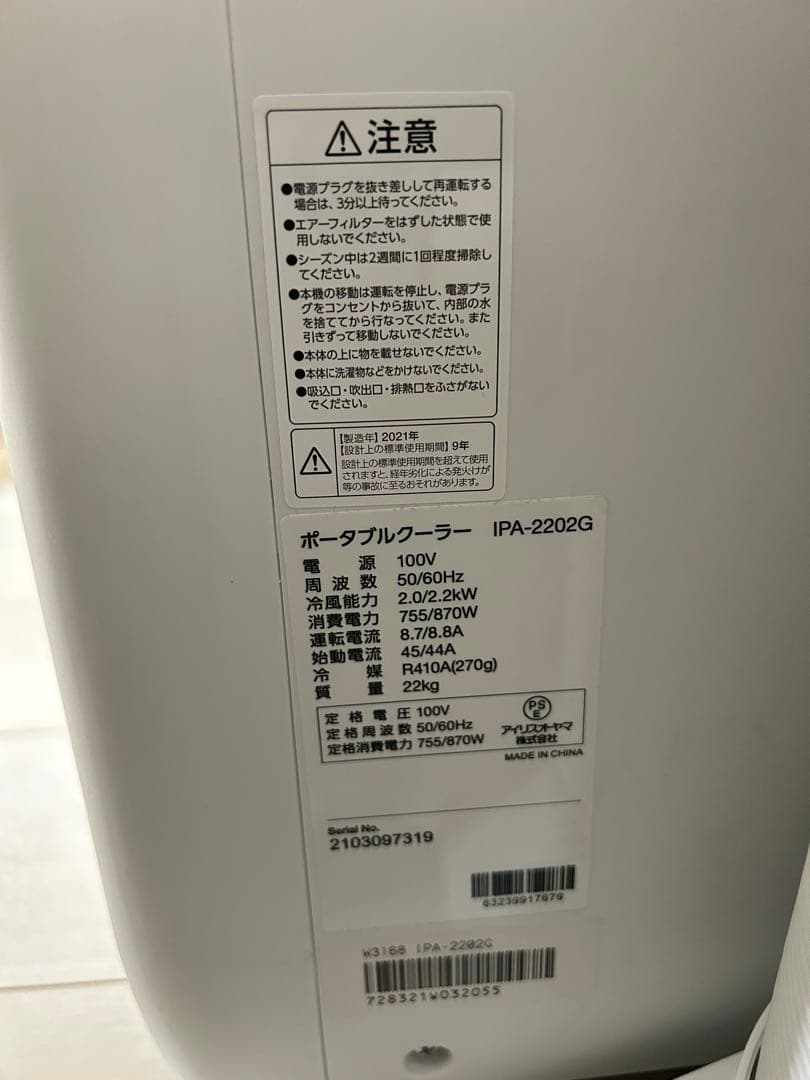 注意
●電源プラグを抜き差しして再運転する
場合は、3分以上待ってください。
●エアーフィルターをはずした状態で使
用しないでください。
●シーズン中は2週間に1回程度掃除し
てください。
●本機の移動は運転を停止し、電源プラ
グをコンセントから抜いて、内部の水
を捨ててから行なってください。また
引きずって移動しないでください。
●本体の上に物を載せないでください。
●本体に洗濯物などをかけないでください。
●吸込口・吹出口・排熱口をふさがない
でください。
【製造年】2021年
【設計上の標準使用期間】9年
設計上の標準使用期間を超えて使用
されますと、経年劣化による発火けが
等の事故に至るおそれがあります。
ポータブルクーラー IPA-2202G
電源 100V
周波数 50/60Hz
冷風能力 2.0/2.2kW
消費電力 755/870W
運転電流 8.7/8.8A
始動電流 45/44A
冷媒 R410A(270g)
質量 22kg
定格電圧 100V
定格周波数 50/60Hz
定格消費電力 755/870W
PS
E
アイリスオーヤマ
株式会社
MADE IN CHINA
Serial No.
2103097319
63239917679
W3168 IPA-2202G
728321W032055